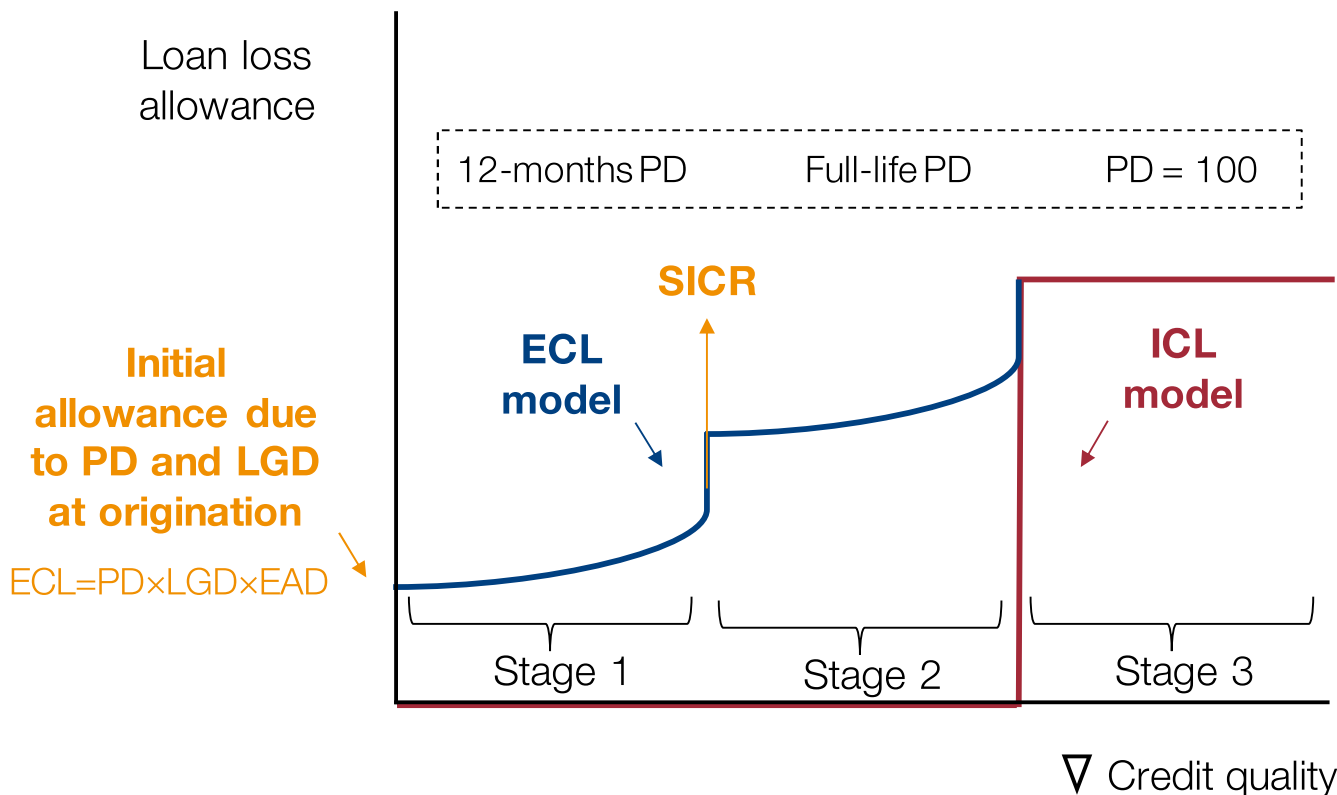 Loan loss
allowance
12-months PD
Full-life PD
PD = 100
SICR
ECL
model
ICL
model
Initial
allowance due
to PD and LGD
at origination
ECL=PD×LGD×EAD
Stage 1
Stage 2
Stage 3
∇ Credit quality